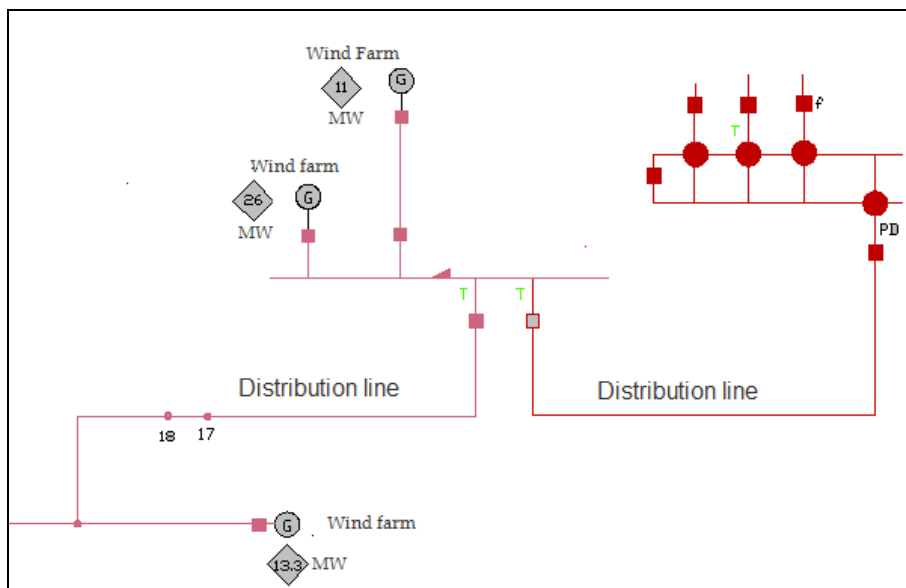 Wind Farm
11
G
MW
f
T
Wind farm
26
G
MW
PD
T
T
Distribution line
Distribution line
18
17
G
Wind farm
13.3
MW